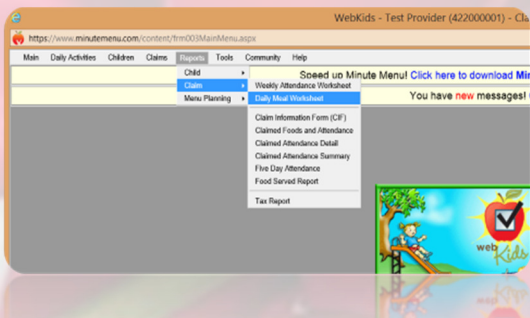 WebKids - Test Provider (422000001) - Cla
https://www.minutemenu.com/content/frm003MainMenu.aspx
Main Daily Activities Children Claims Reports Tools Community Help
Child
Claim
Menu Planning
Weekly Attendance Worksheet
Daily Meal Worksheet
Claim Information Form (CIF)
Claimed Foods and Attendance
Claimed Attendance Detail
Claimed Attendance Summary
Five Day Attendance
Food Served Report
Tax Report
Speed up Minute Menu! Click here to download Min
You have new messages!
web
Kids